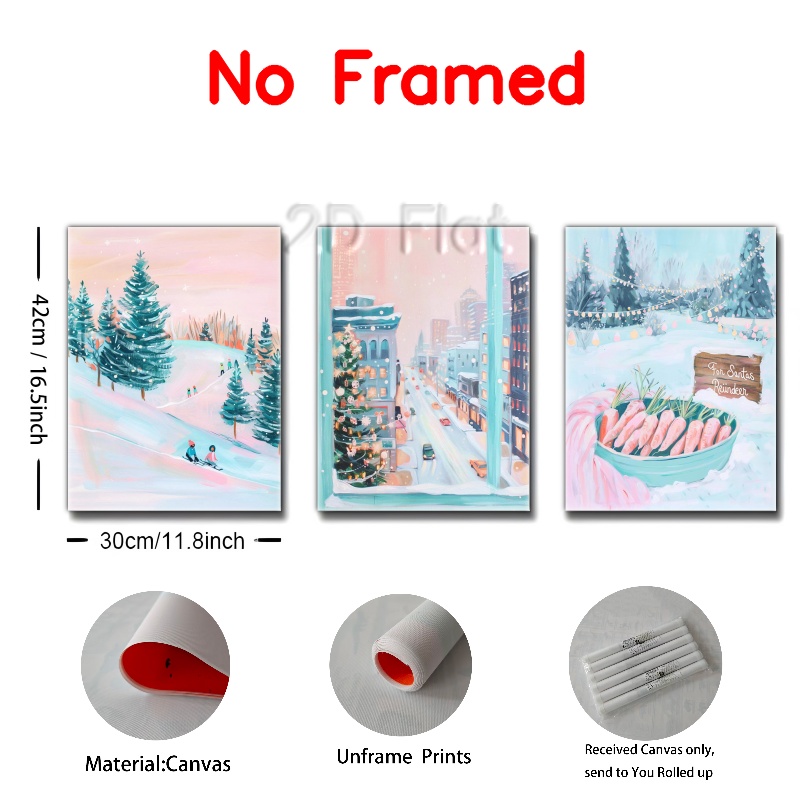 No Framed
2D Flat
42cm / 16.5inch
For Santas
Reindeer
30cm/11.8inch
Material:Canvas
Unframe Prints
Received Canvas only,
send to You Rolled up